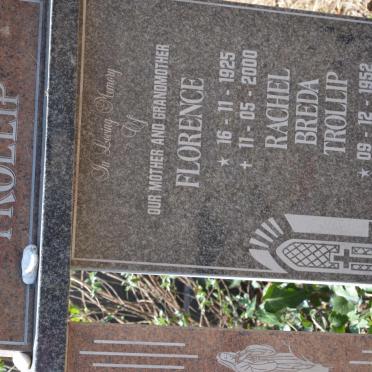 In Loving Memory
Of
OUR MOTHER AND GRANDMOTHER
FLORENCE
★ 16 - 11 - 1925
✝ 11 - 05 - 2000
RACHEL
BREDA
TROLLIP
★ 09 - 12 - 1952
TROLLIP